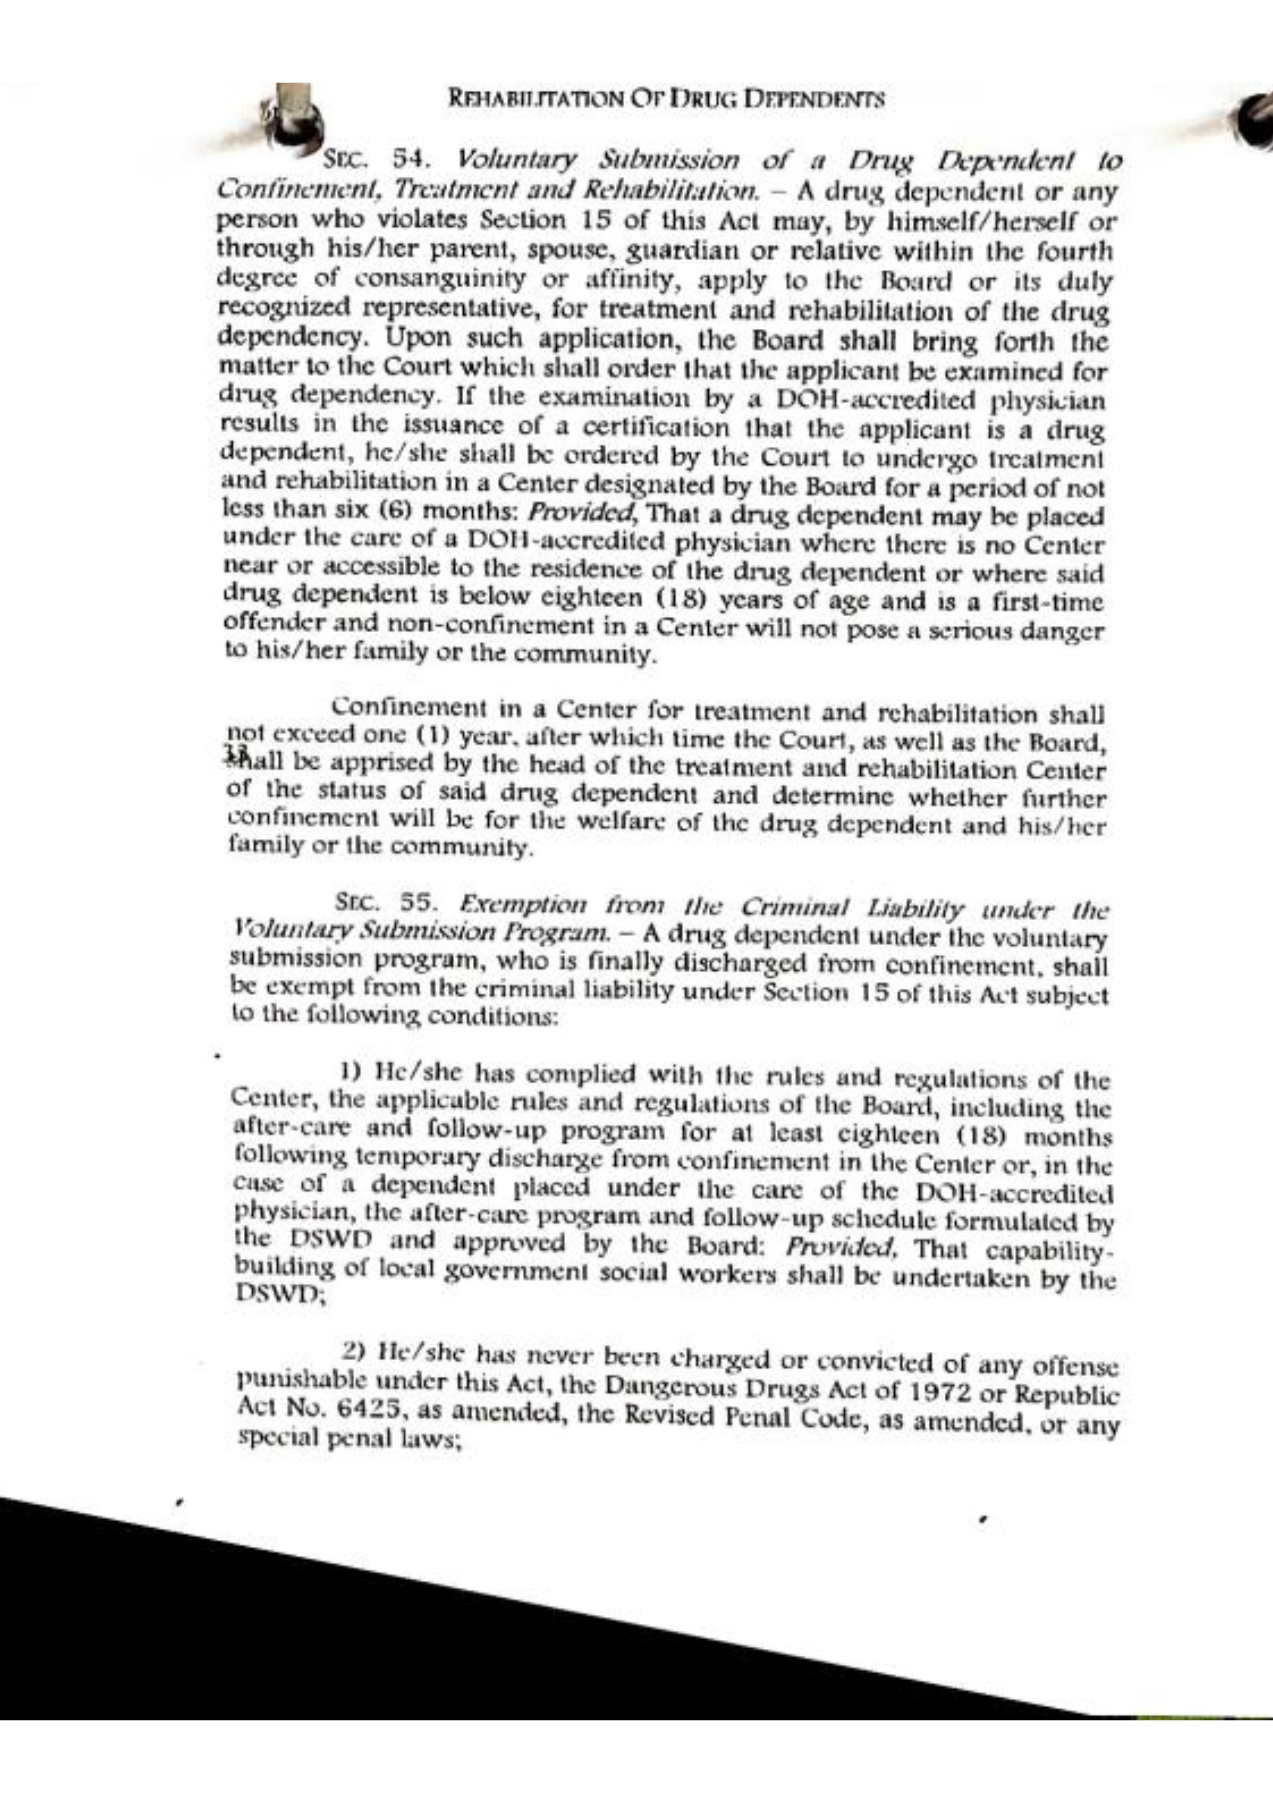 REHABILITATION OF DRUG DEPENDENTS
SEC. 54. Voluntary Submission of a Drug Dependent to
Confinement, Treatment and Rehabilitation. – A drug dependent or any
person who violates Section 15 of this Act may, by himself/herself or
through his/her parent, spouse, guardian or relative within the fourth
degree of consanguinity or affinity, apply to the Board or its duly
recognized representative, for treatment and rehabilitation of the drug
dependency. Upon such application, the Board shall bring forth the
matter to the Court which shall order that the applicant be examined for
drug dependency. If the examination by a DOH-accredited physician
results in the issuance of a certification that the applicant is a drug
dependent, he/she shall be ordered by the Court to undergo treatment
and rehabilitation in a Center designated by the Board for a period of not
less than six (6) months: Provided, That a drug dependent may be placed
under the care of a DOH-accredited physician where there is no Center
near or accessible to the residence of the drug dependent or where said
drug dependent is below eighteen (18) years of age and is a first-time
offender and non-confinement in a Center will not pose a serious danger
to his/her family or the community.
Confinement in a Center for treatment and rehabilitation shall
not exceed one (1) year, after which time the Court, as well as the Board,
shall be apprised by the head of the treatment and rehabilitation Center
of the status of said drug dependent and determine whether further
confinement will be for the welfare of the drug dependent and his/her
family or the community.
SEC. 55. Exemption from the Criminal Liability under the
Voluntary Submission Program. – A drug dependent under the voluntary
submission program, who is finally discharged from confinement, shall
be exempt from the criminal liability under Section 15 of this Act subject
to the following conditions:
1) He/she has complied with the rules and regulations of the
Center, the applicable rules and regulations of the Board, including the
after-care and follow-up program for at least eighteen (18) months
following temporary discharge from confinement in the Center or, in the
case of a dependent placed under the care of the DOH-accredited
physician, the after-care program and follow-up schedule formulated by
the DSWD and approved by the Board: Provided, That capability-
building of local government social workers shall be undertaken by the
DSWD;
2) He/she has never been charged or convicted of any offense
punishable under this Act, the Dangerous Drugs Act of 1972 or Republic
Act No. 6425, as amended, the Revised Penal Code, as amended, or any
special penal laws;